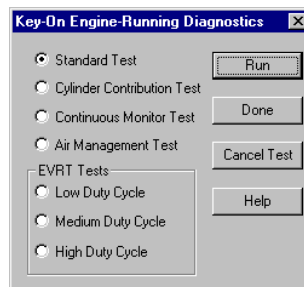 Key-On Engine-Running Diagnostics
Standard Test
Cylinder Contribution Test
Continuous Monitor Test
Air Management Test
EVRT Tests
Low Duty Cycle
Medium Duty Cycle
High Duty Cycle
Run
Done
Cancel Test
Help